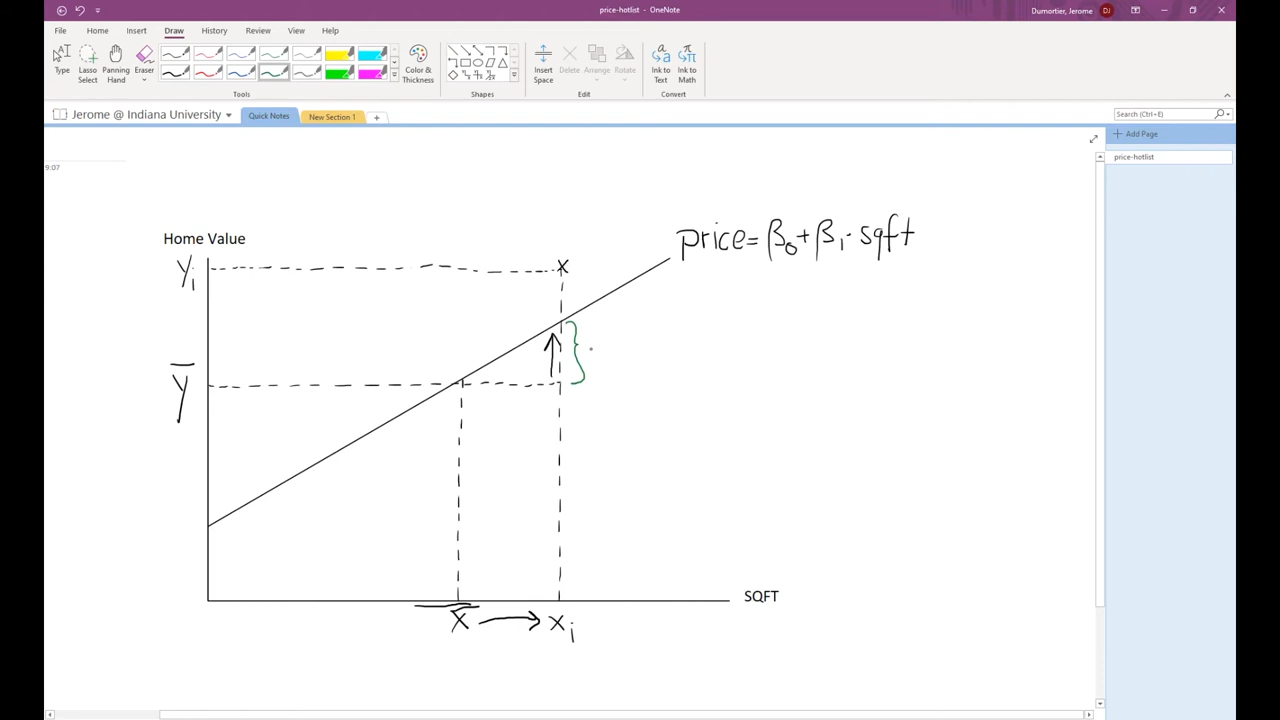 price-hotlist - OneNote
Dumortier, Jerome DJ
File Home Insert Draw History Review View Help
Type Lasso Select Panning Hand Eraser Color & Thickness Insert Space Delete Arrange Rotate Ink to Text Ink to Math
Tools Shapes Edit Convert
Jerome @ Indiana University Quick Notes New Section 1 Search (Ctrl+E)
Add Page
price-hotlist
9:07
price = β₀ + β₁ · sqft
Home Value
yᵢ
x
y̅
SQFT
x̅ → xᵢ